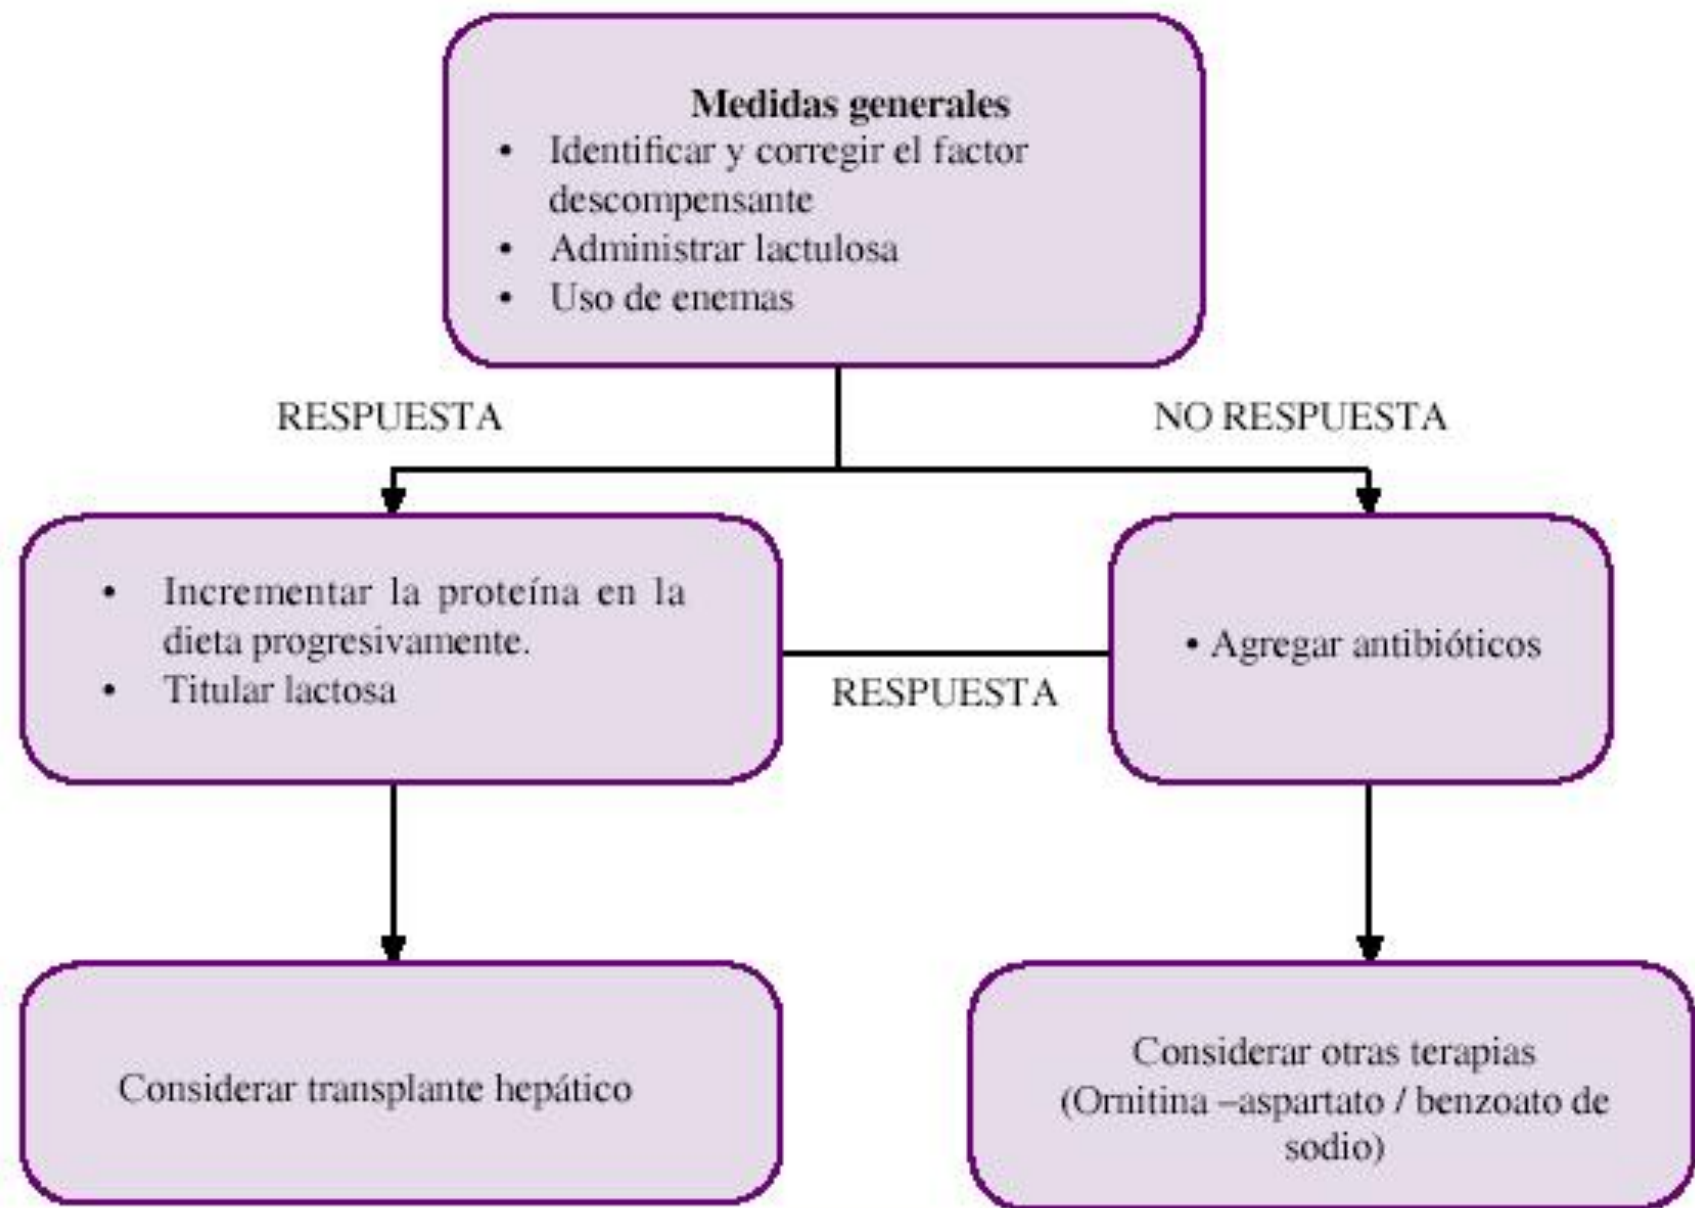 Medidas generales
• Identificar y corregir el factor
descompensante
• Administrar lactulosa
• Uso de enemas
RESPUESTA
NO RESPUESTA
• Incrementar la proteína en la
dieta progresivamente.
• Titular lactosa
RESPUESTA
• Agregar antibióticos
Considerar transplante hepático
Considerar otras terapias
(Ornitina –aspartato / benzoato de
sodio)